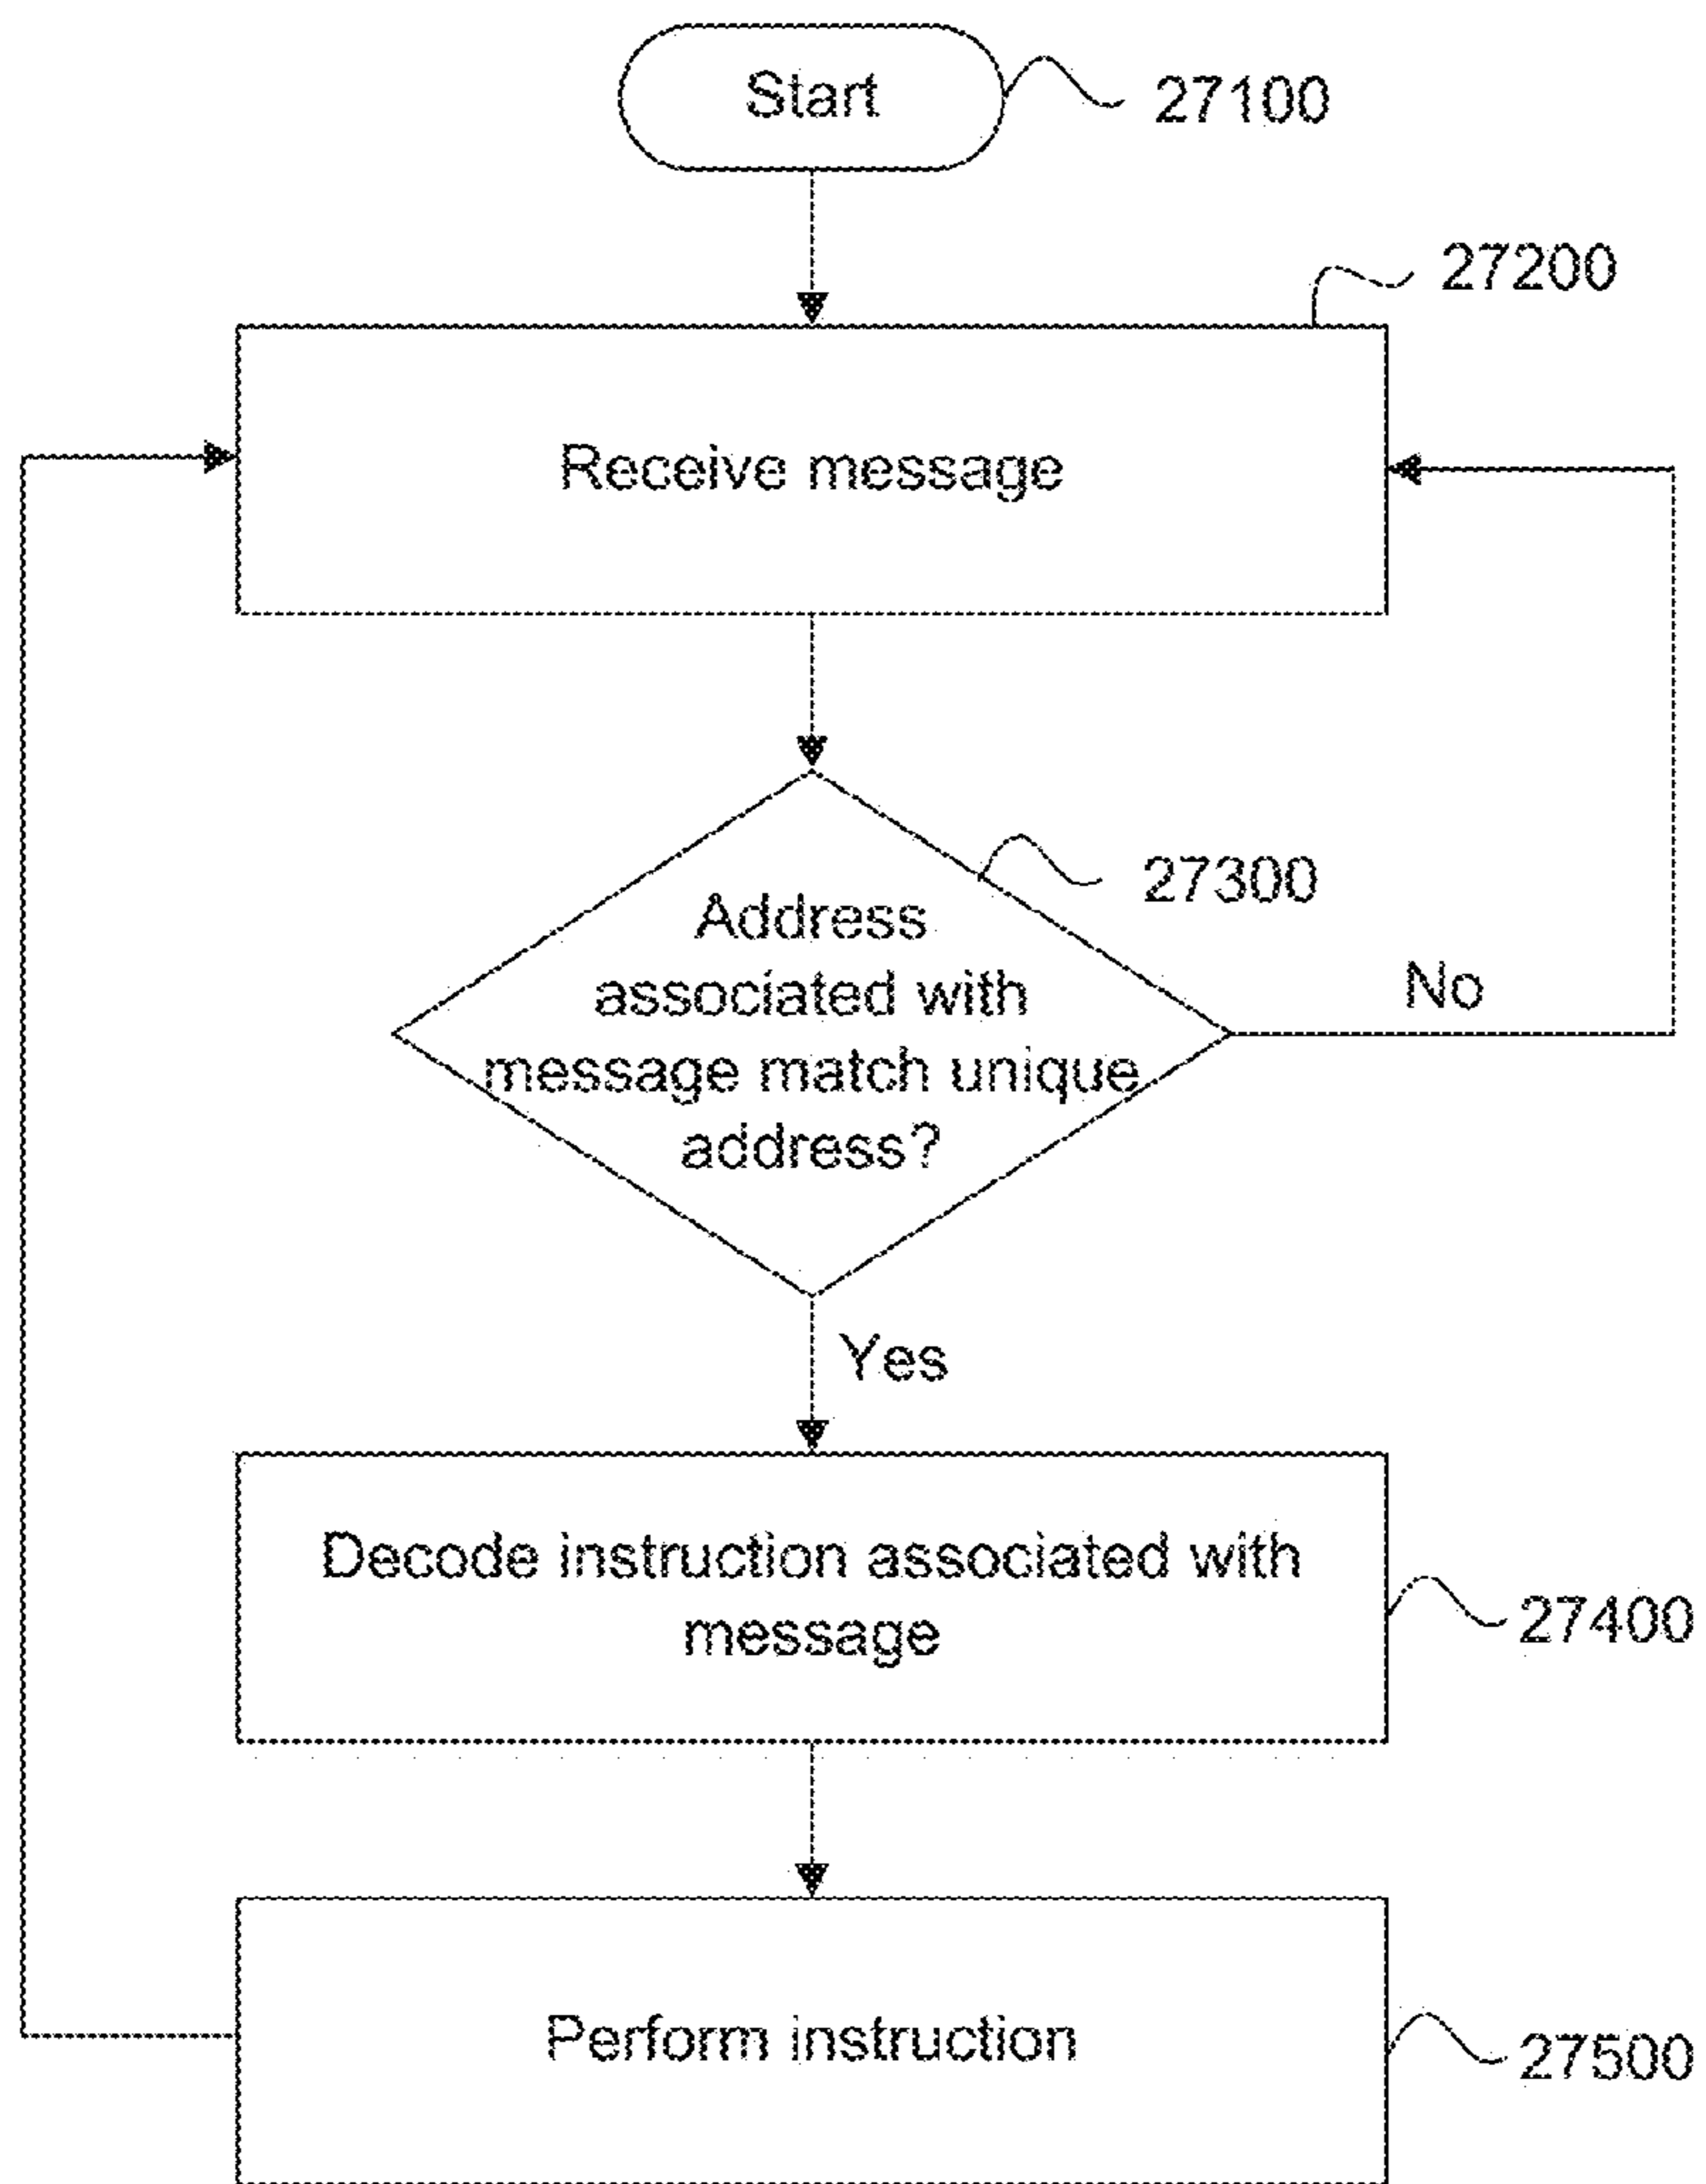 Start
27100
27200
Receive message
27300
Address
associated with
message match unique
address?
No
Yes
Decode instruction associated with
message
27400
Perform instruction
27500